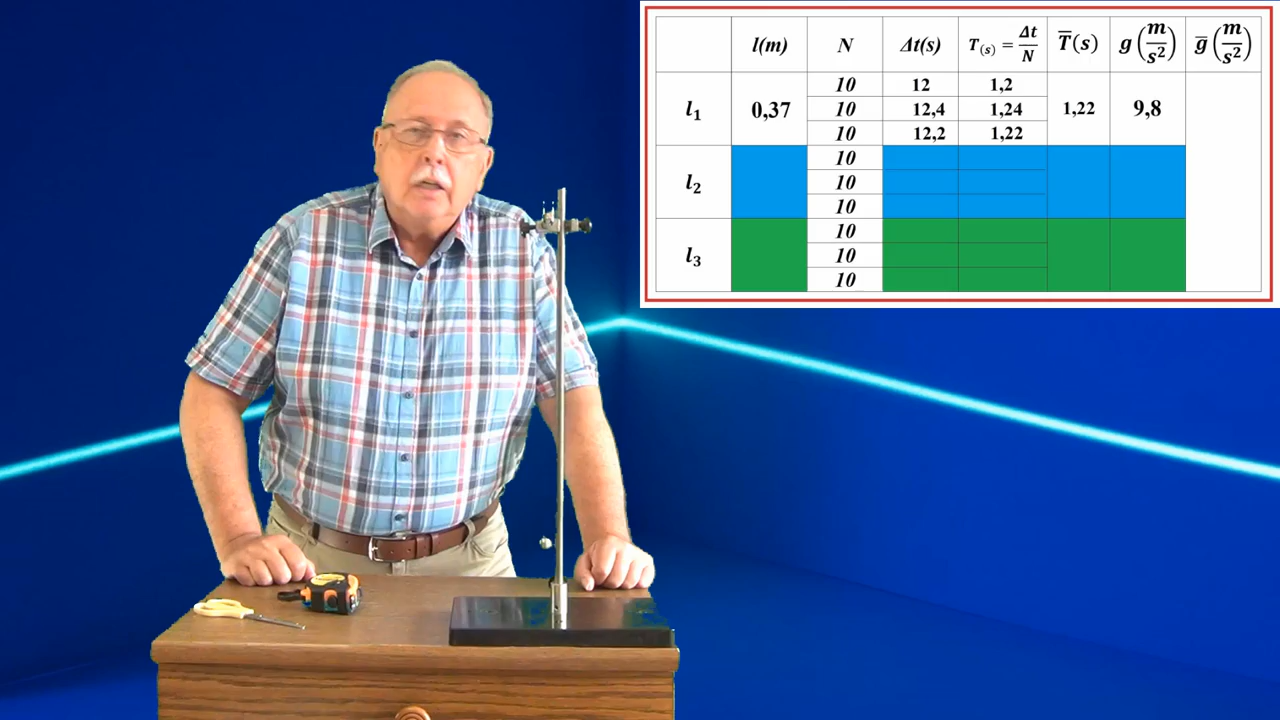 l(m) N Δt(s) T(s) = Δt/N T̅(s) g (m/s²) g̅ (m/s²)
10 12 1,2
l₁ 0,37 10 12,4 1,24 1,22 9,8
10 12,2 1,22
10
l₂ 10
10
10
l₃ 10
10